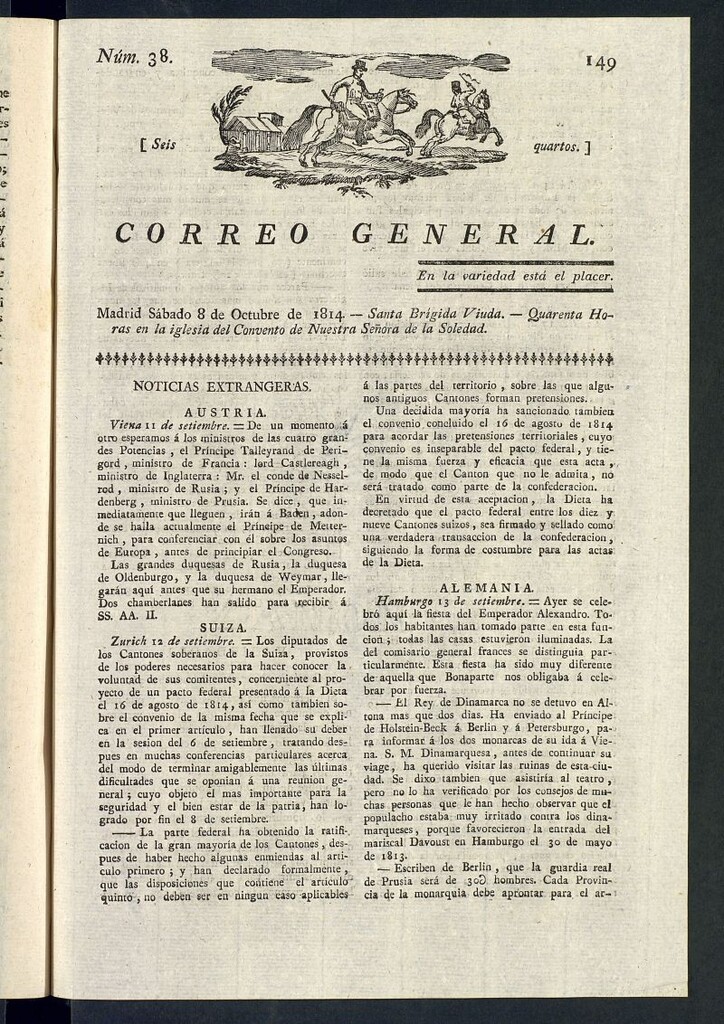 Núm. 38.
149
[ Seis
quartos. ]
CORREO GENERAL.
En la variedad está el placer.
Madrid Sábado 8 de Octubre de 1814. — Santa Brígida Viuda. — Quarenta Ho-
ras en la iglesia del Convento de Nuestra Señora de la Soledad.
NOTICIAS EXTRANGERAS.
AUSTRIA.
Viena 11 de setiembre. = De un momento á
otro esperamos á los ministros de las cuatro gran-
des Potencias , el Príncipe Talleyrand de Peri-
gord , ministro de Francia : lord Castlereagh ,
ministro de Inglaterra : Mr. el conde de Nessel-
rod , ministro de Rusia ; y el Príncipe de Har-
denberg , ministro de Prusia. Se dice , que in-
mediatamente que lleguen , irán á Baden , adon-
de se halla actualmente el Príncipe de Metter-
nich , para conferenciar con él sobre los asuntos
de Europa , antes de principiar el Congreso.
Las grandes duquesas de Rusia, la duquesa
de Oldenburgo, y la duquesa de Weymar, lle-
garán aquí antes que su hermano el Emperador.
Dos chamberlanes han salido para recibir á
SS. AA. II.
SUIZA.
Zurich 12 de setiembre. = Los diputados de
los Cantones soberanos de la Suiza , provistos
de los poderes necesarios para hacer conocer la
voluntad de sus comitentes, concerniente al pro-
yecto de un pacto federal presentado á la Dieta
el 16 de agosto de 1814, así como tambien so-
bre el convenio de la misma fecha que se expli-
ca en el primer artículo , han llenado su deber
en la sesion del 6 de setiembre , tratando des-
pues en muchas conferencias particulares acerca
del modo de terminar amigablemente las últimas
dificultades que se oponian á una reunion ge-
neral ; cuyo objeto el mas importante para la
seguridad y el bien estar de la patria, han lo-
grado por fin el 8 de setiembre.
—— La parte federal ha obtenido la ratifi-
cacion de la gran mayoría de los Cantones , des-
pues de haber hecho algunas enmiendas al artí-
culo primero ; y han declarado formalmente ,
que las disposiciones que contiene el artículo
quinto , no deben ser en ningun caso aplicables
á las partes del territorio , sobre las que algu-
nos antiguos Cantones forman pretensiones.
Una decidida mayoría ha sancionado tambien
el convenio concluido el 16 de agosto de 1814
para acordar las pretensiones territoriales , cuyo
convenio es inseparable del pacto federal, y tie-
ne la misma fuerza y eficacia que esta acta ,
de modo que el Canton que no le admita , no
será tratado como parte de la confederacion.
En virtud de esta aceptacion , la Dieta ha
decretado que el pacto federal entre los diez y
nueve Cantones suizos , sea firmado y sellado como
una verdadera transaccion de la confederacion,
siguiendo la forma de costumbre para las actas
de la Dieta.
ALEMANIA.
Hamburgo 13 de setiembre. = Ayer se cele-
bró aquí la fiesta del Emperador Alexandro. To-
dos los habitantes han tomado parte en esta fun-
cion ; todas las casas estuvieron iluminadas. La
del comisario general frances se distinguia par-
ticularmente. Esta fiesta ha sido muy diferente
de aquella que Bonaparte nos obligaba á cele-
brar por fuerza.
— El Rey de Dinamarca no se detuvo en Al-
tona mas que dos dias. Ha enviado al Príncipe
de Holstein-Beck á Berlin y á Petersburgo, pa-
ra informar á los dos monarcas de su ida á Vie-
na. S. M. Dinamarquesa , antes de continuar su
viage, ha querido visitar las ruinas de esta ciu-
dad. Se dixo tambien que asistiría al teatro ,
pero no lo ha verificado por los consejos de mu-
chas personas que le han hecho observar que el
populacho estaba muy irritado contra los dina-
marqueses , porque favorecieron la entrada del
mariscal Davoust en Hamburgo el 30 de mayo
de 1813.
— Escriben de Berlin , que la guardia real
de Prusia será de hombres. Cada Provin-
cia de la monarquia debe aprontar para el ar-